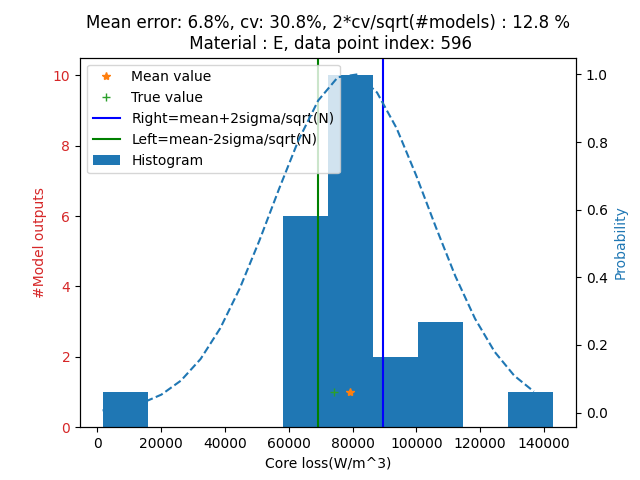 Mean error: 6.8%, cv: 30.8%, 2*cv/sqrt(#models) : 12.8 %
Material : E, data point index: 596
Mean value
True value
Right=mean+2sigma/sqrt(N)
Left=mean-2sigma/sqrt(N)
Histogram
#Model outputs
10
8
6
4
2
0
1.0
0.8
0.6
0.4
0.2
0.0
Probability
0 20000 40000 60000 80000 100000 120000 140000
Core loss(W/m^3)